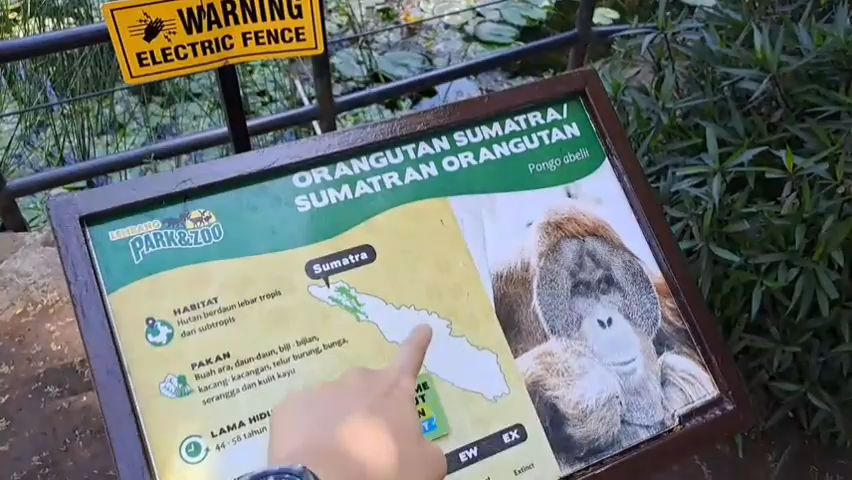 WARNING
ELECTRIC FENCE
ORANGUTAN SUMATRA/
SUMATRAN ORANGUTAN
Pongo abelii
LEMBANG
PARK&ZOO
Sumatra
HABITAT
Hutan berdaun lebar tropis
dan subtropis
PAKAN
Buah ara, daun-daun, biji - bijian,
kacang-kacangan, telur burung, bunga,
serangga dan kulit kayu
LAMA HIDU
44 - 58 tahun
EW EX
Extinct